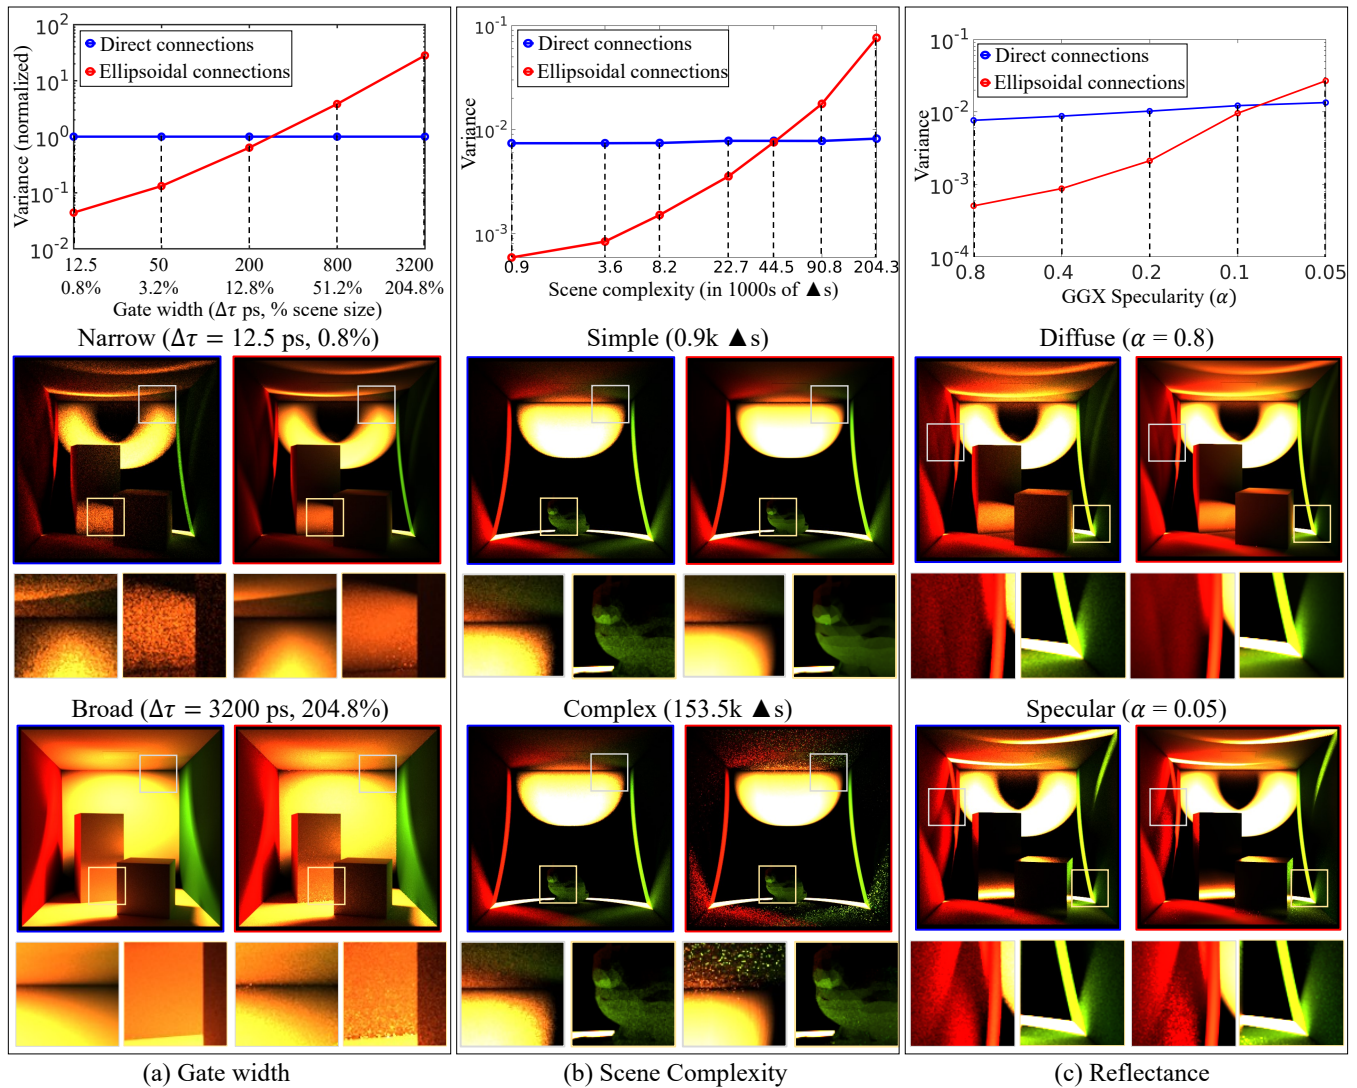 10²
10¹
10⁰
10⁻¹
10⁻²
Variance (normalized)
Direct connections
Ellipsoidal connections
12.5 50 200 800 3200
0.8% 3.2% 12.8% 51.2% 204.8%
Gate width (Δτ ps, % scene size)
Narrow (Δτ = 12.5 ps, 0.8%)
Broad (Δτ = 3200 ps, 204.8%)
(a) Gate width
10⁻¹
10⁻²
10⁻³
Variance
Direct connections
Ellipsoidal connections
0.9 3.6 8.2 22.7 44.5 90.8 204.3
Scene complexity (in 1000s of ▲s)
Simple (0.9k ▲s)
Complex (153.5k ▲s)
(b) Scene Complexity
10⁻¹
10⁻²
10⁻³
10⁻⁴
Variance
Direct connections
Ellipsoidal connections
0.8 0.4 0.2 0.1 0.05
GGX Specularity (α)
Diffuse (α = 0.8)
Specular (α = 0.05)
(c) Reflectance